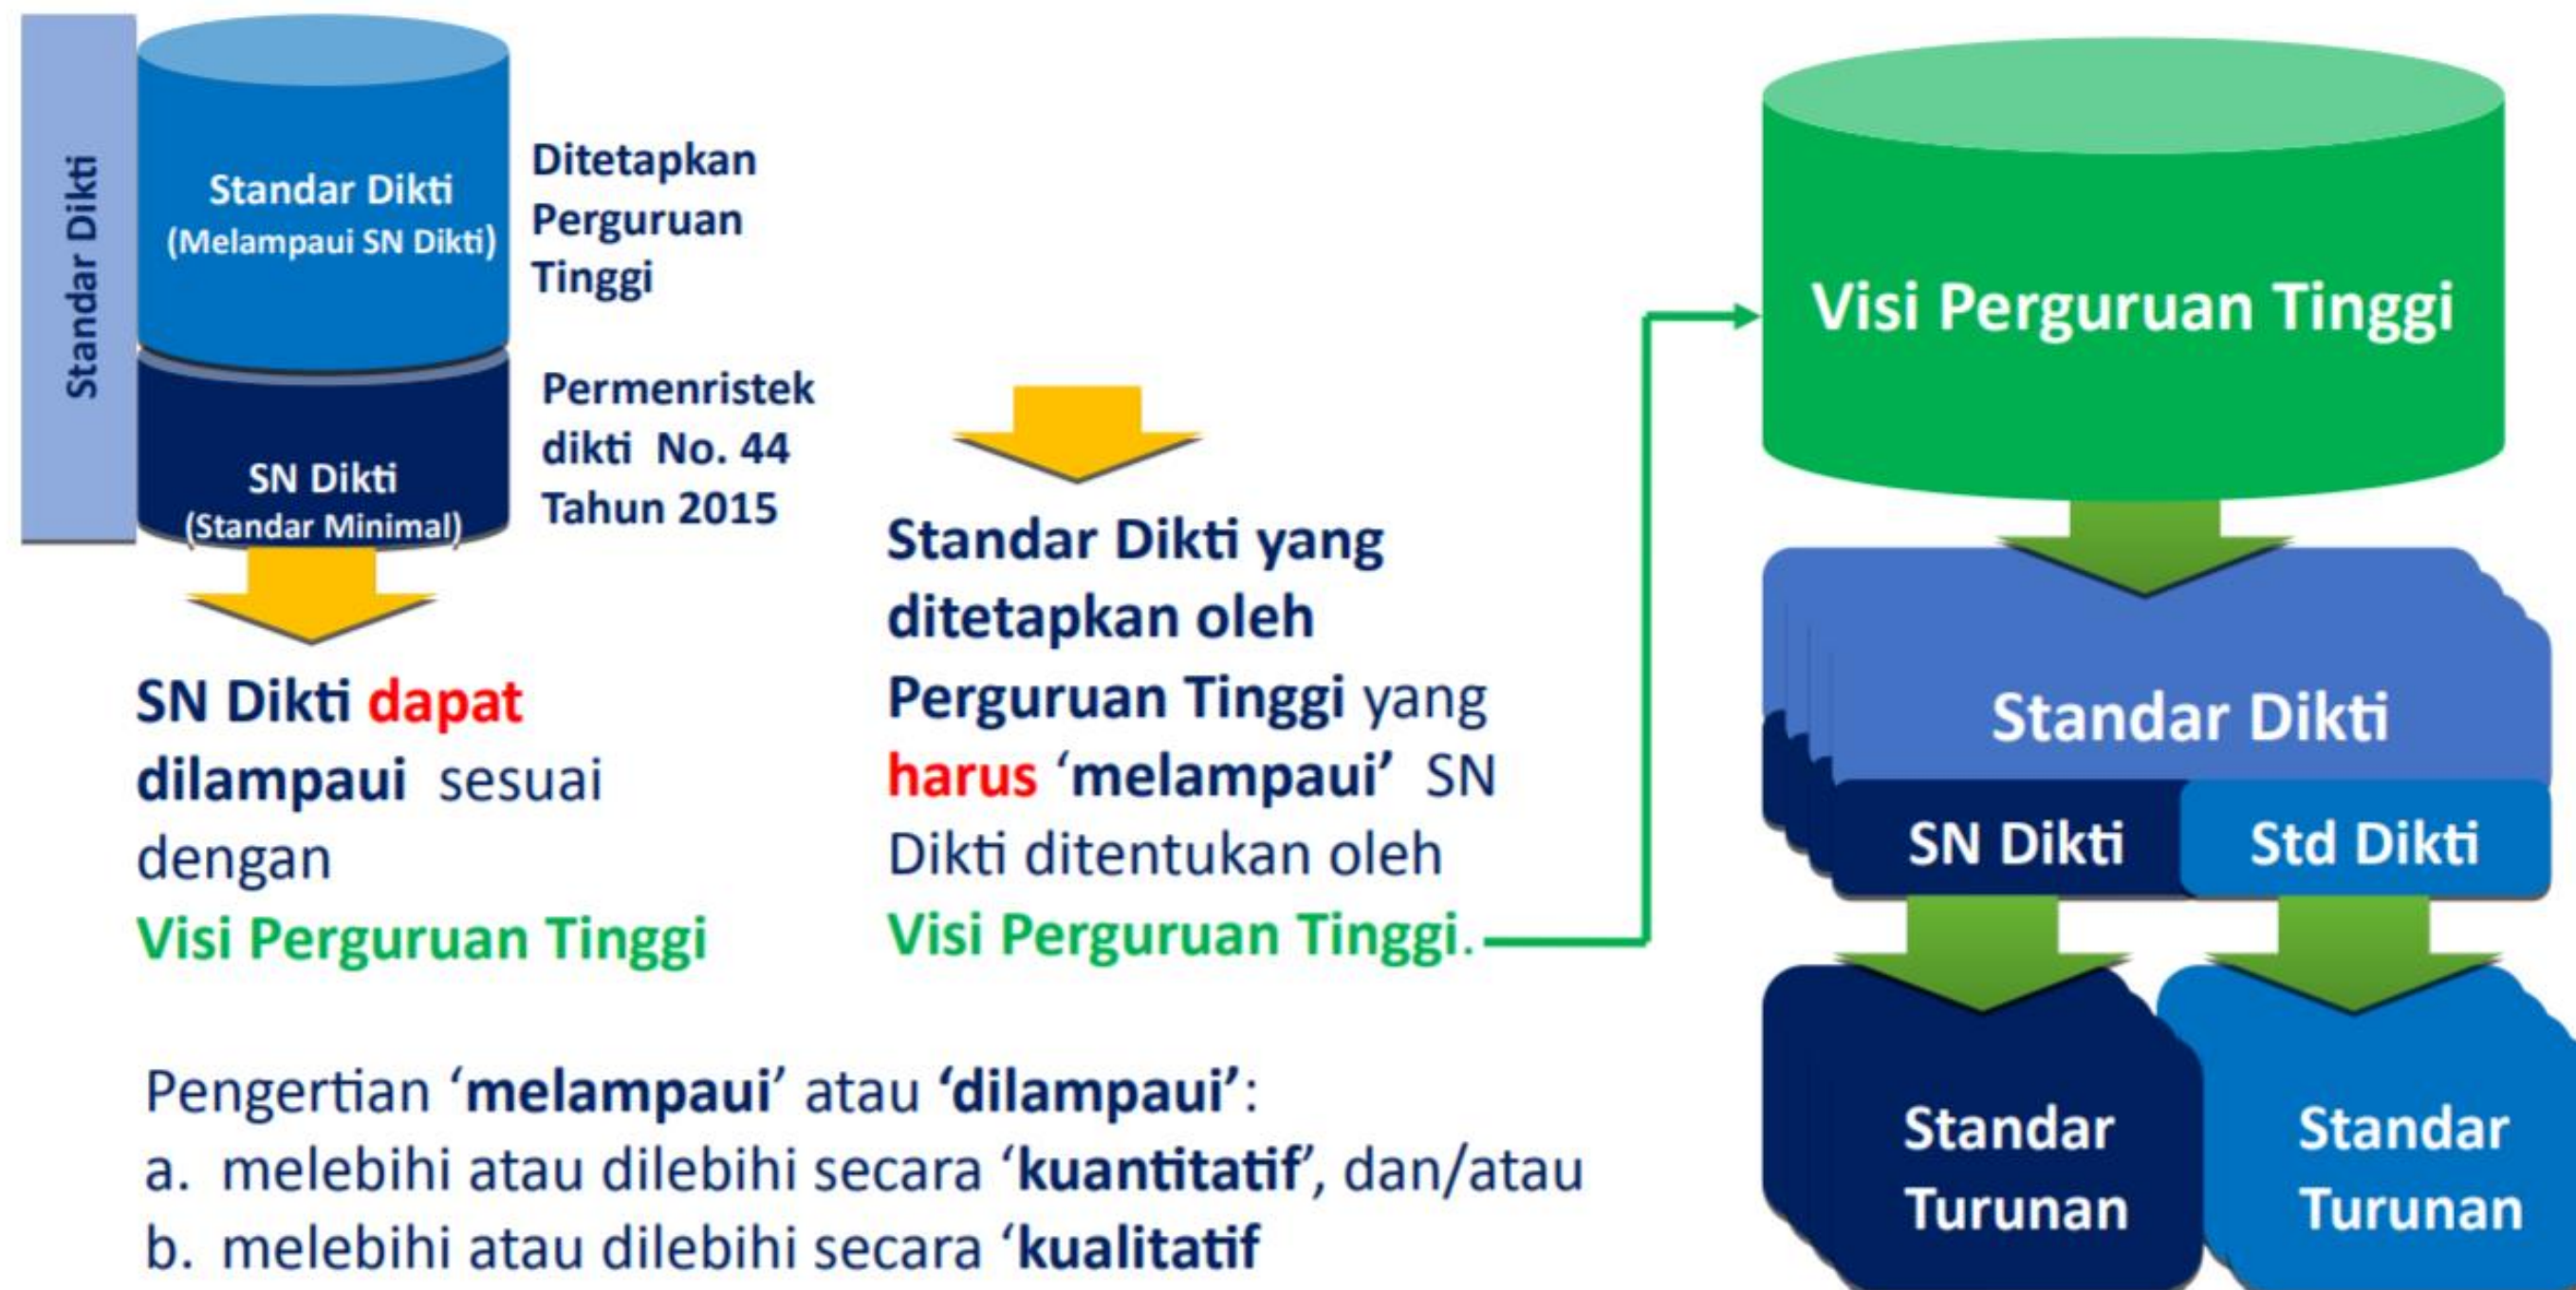 Standar Dikti
Standar Dikti
(Melampaui SN Dikti)
SN Dikti
(Standar Minimal)
Ditetapkan
Perguruan
Tinggi
Permenristek
dikti No. 44
Tahun 2015
SN Dikti dapat
dilampaui sesuai
dengan
Visi Perguruan Tinggi
Standar Dikti yang
ditetapkan oleh
Perguruan Tinggi yang
harus ‘melampaui’ SN
Dikti ditentukan oleh
Visi Perguruan Tinggi.
Pengertian ‘melampaui’ atau ‘dilampaui’:
a. melebihi atau dilebihi secara ‘kuantitatif’, dan/atau
b. melebihi atau dilebihi secara ‘kualitatif
Visi Perguruan Tinggi
Standar Dikti
SN Dikti
Std Dikti
Standar
Turunan
Standar
Turunan